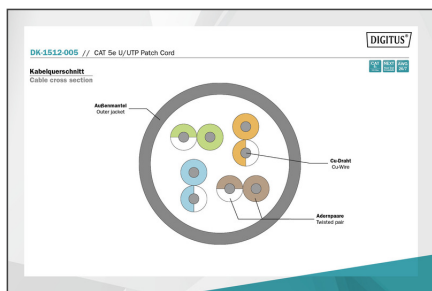 DIGITUS®
DK-1512-005 // CAT 5e U/UTP Patch Cord
Kabelquerschnitt
Cable cross section
Außenmantel
Outer jacket
Cu-Draht
Cu-Wire
Adernpaare
Twisted pair